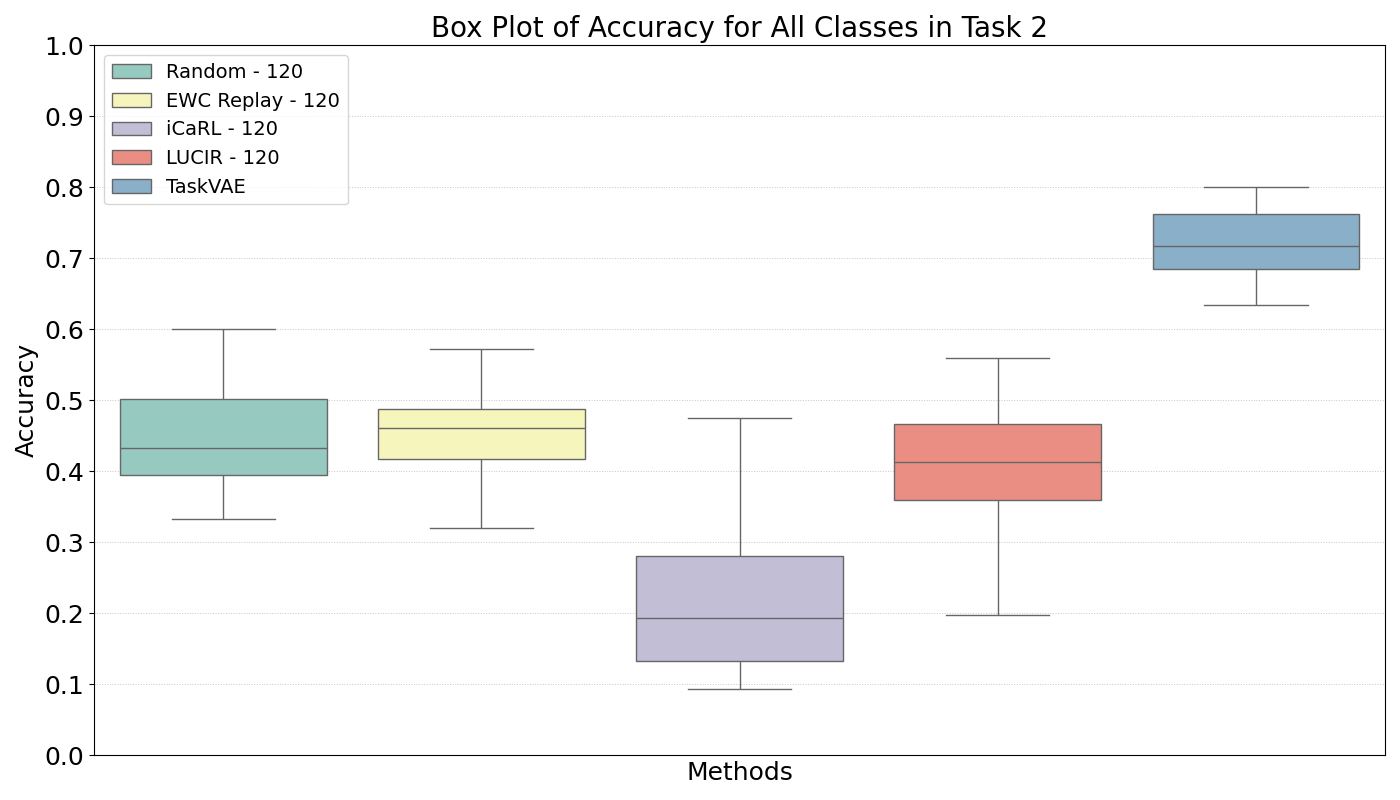 Box Plot of Accuracy for All Classes in Task 2
1.0
0.9
0.8
0.7
0.6
0.5
0.4
0.3
0.2
0.1
0.0
Accuracy
Random - 120
EWC Replay - 120
iCaRL - 120
LUCIR - 120
TaskVAE
Methods